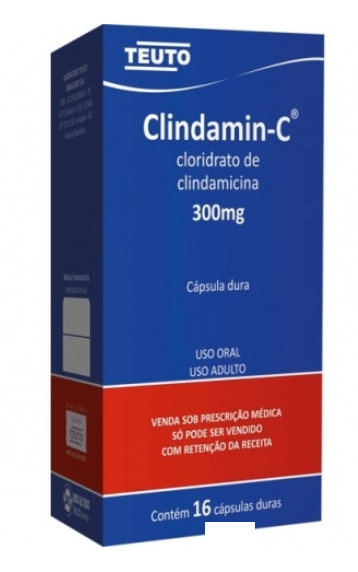 TEUTO
Clindamin-C®
cloridrato de
clindamicina
300mg
Cápsula dura
USO ORAL
USO ADULTO
VENDA SOB PRESCRIÇÃO MÉDICA
SÓ PODE SER VENDIDO
COM RETENÇÃO DA RECEITA
Contém 16 cápsulas duras
TEUTO